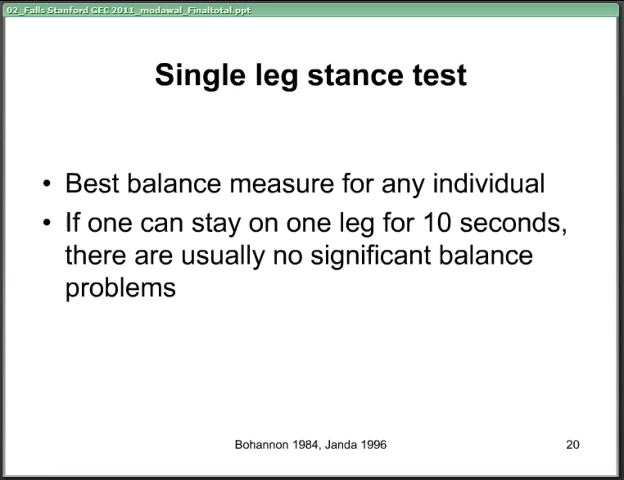 02_Falls Stanford GEC 2011_modawal_Finaltotal.ppt
Single leg stance test
• Best balance measure for any individual
• If one can stay on one leg for 10 seconds,
there are usually no significant balance
problems
Bohannon 1984, Janda 1996
20